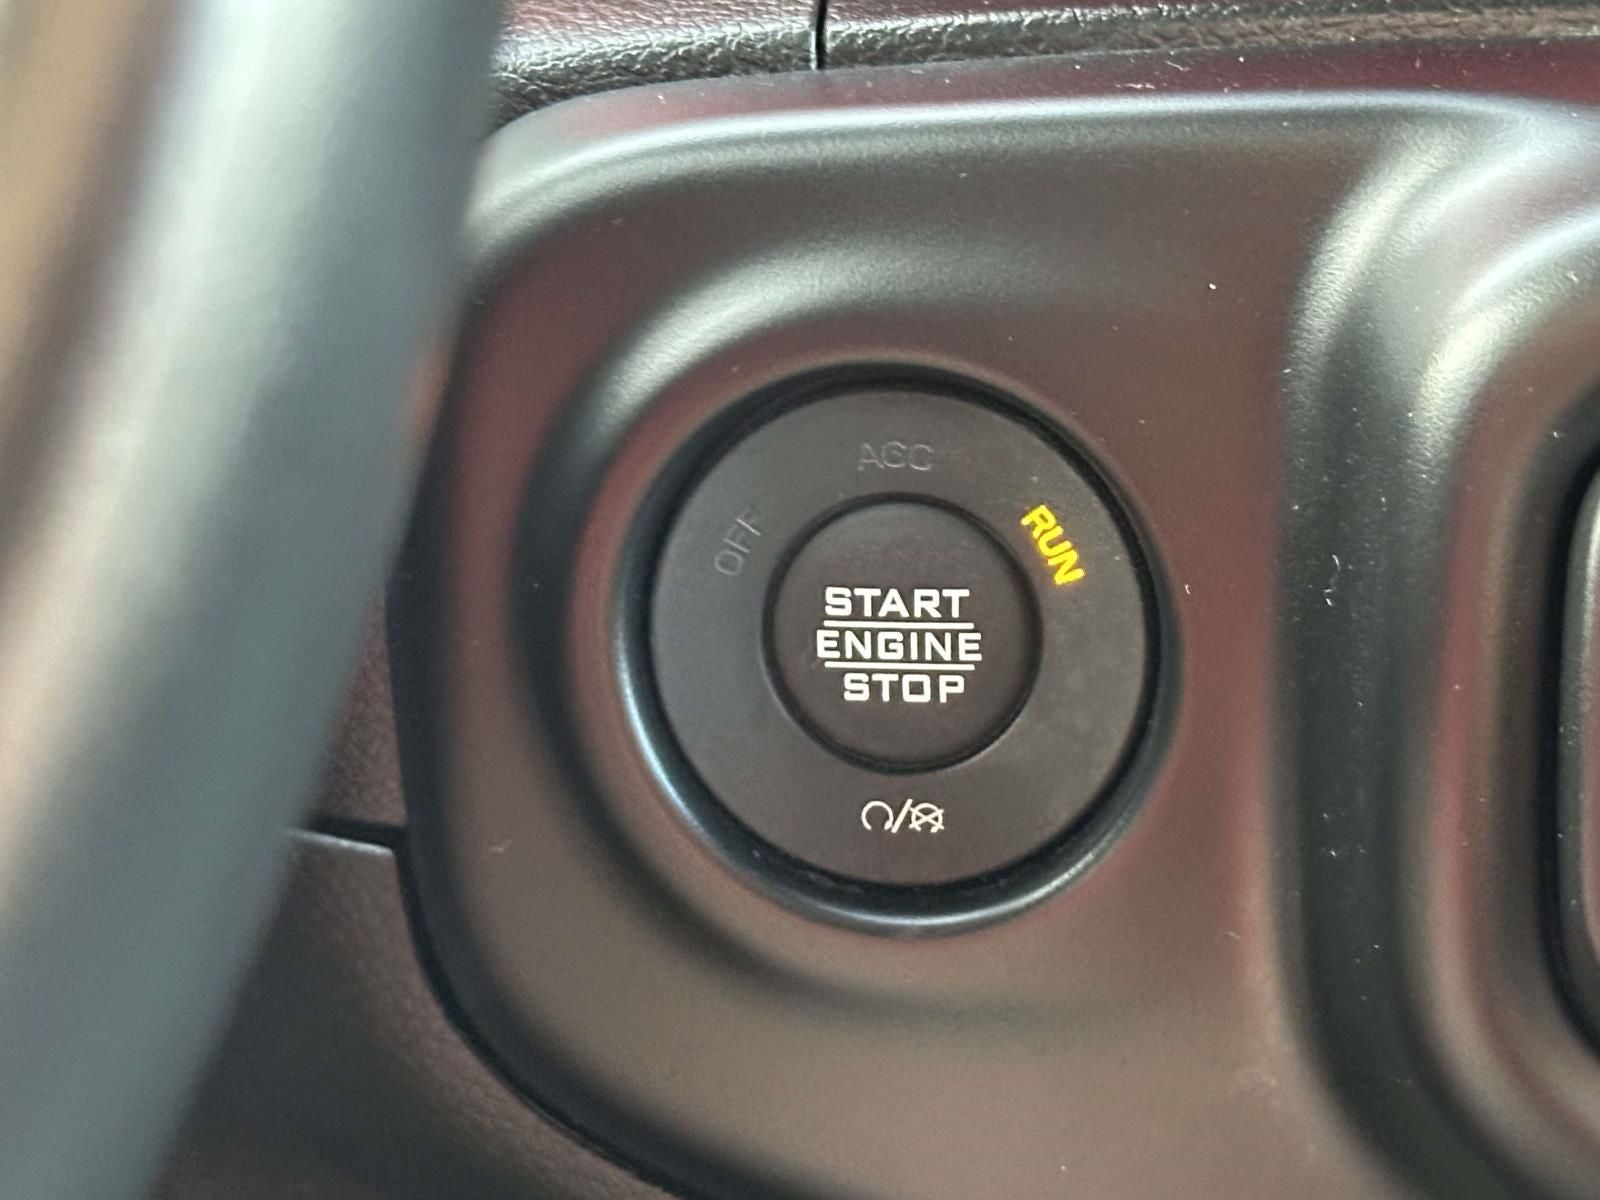 ACC
OFF
RUN
START
ENGINE
STOP